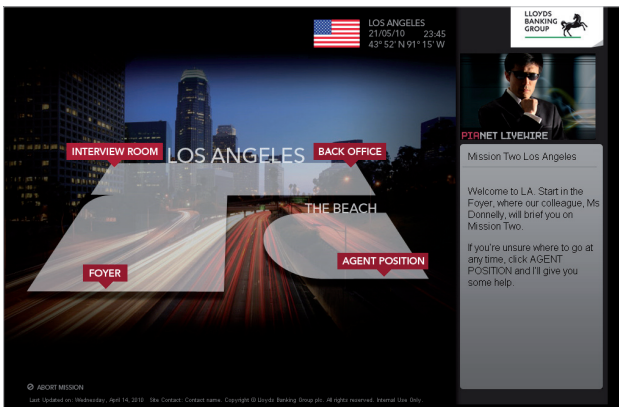 LOS ANGELES
21/05/10 23:45
43° 52' N 91° 15' W
LLOYDS
BANKING
GROUP
PIANET LIVEWIRE
INTERVIEW ROOM
LOS ANGELES
BACK OFFICE
THE BEACH
FOYER
AGENT POSITION
Mission Two Los Angeles
Welcome to LA. Start in the
Foyer, where our colleague, Ms
Donnelly, will brief you on
Mission Two.
If you're unsure where to go at
any time, click AGENT
POSITION and I'll give you
some help.
ABORT MISSION
Last Updated on: Wednesday, April 14, 2010 Site Contact: Contact name. Copyright © Lloyds Banking Group plc. All rights reserved. Internal Use Only.